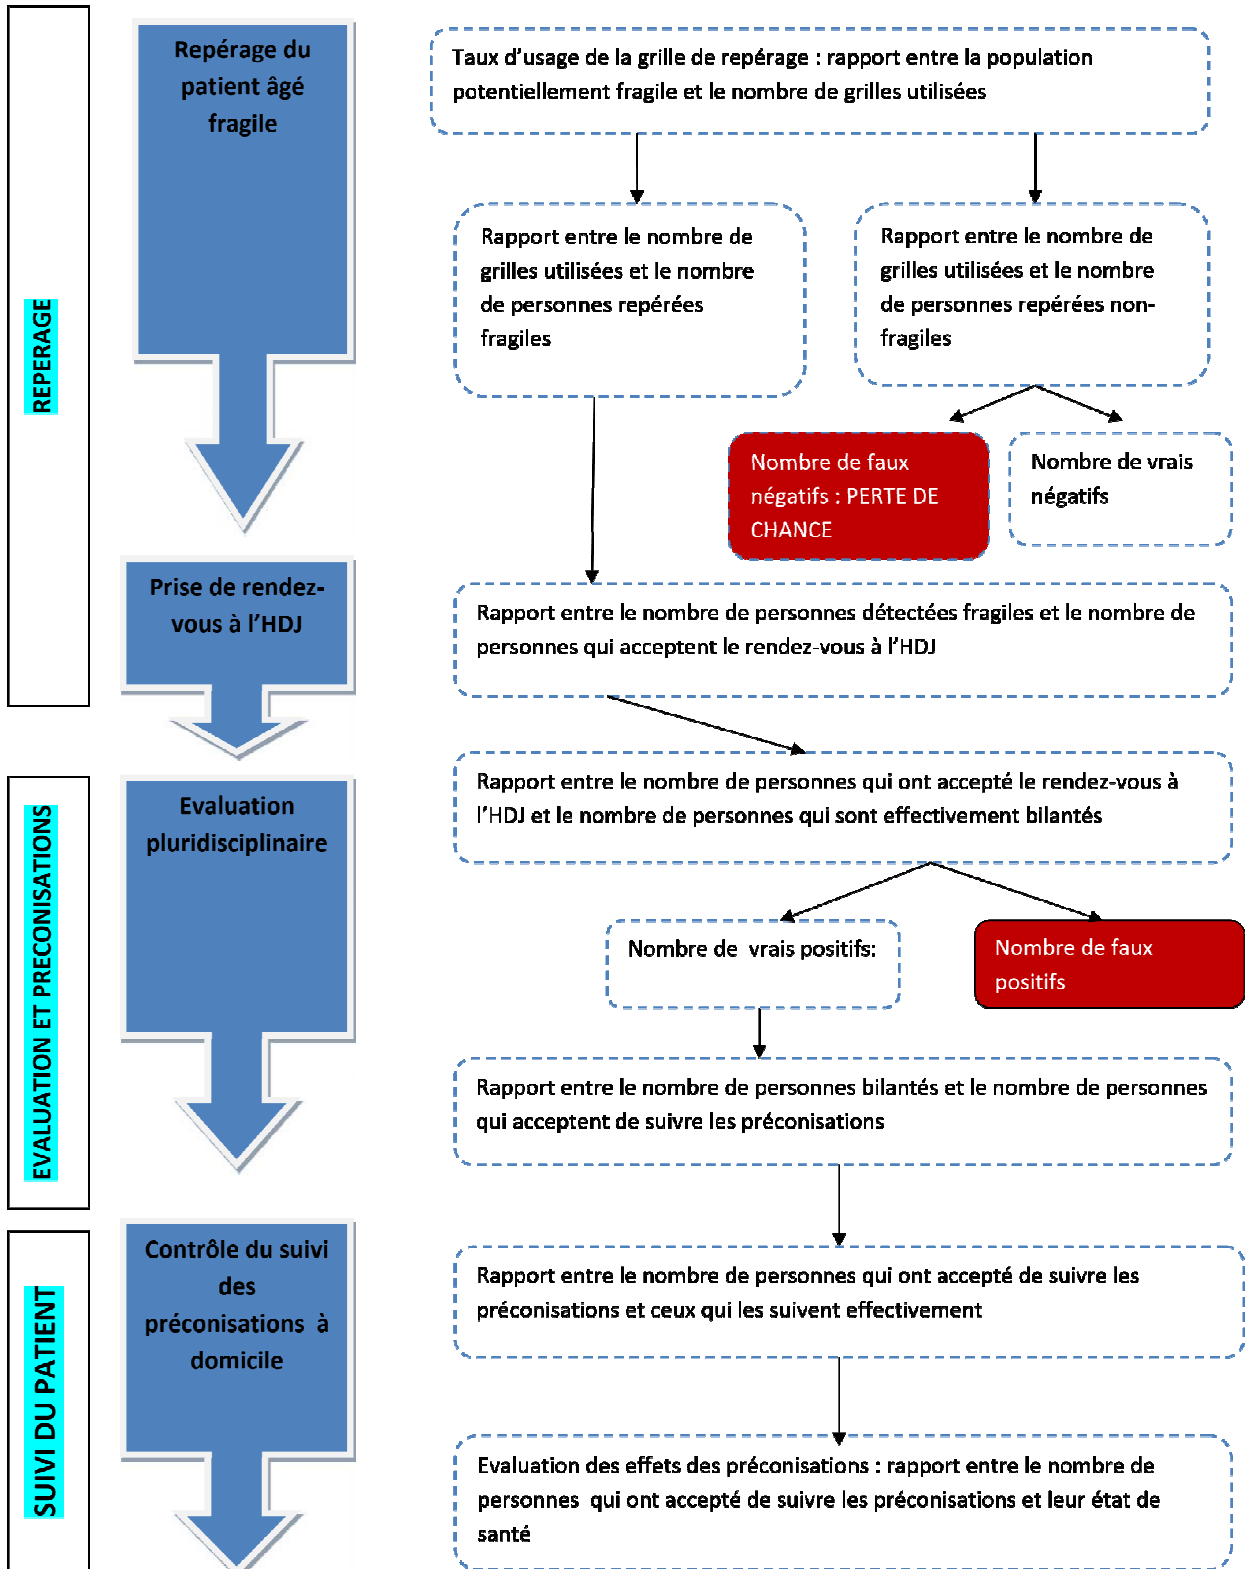 REPERAGE
Repérage du
patient âgé
fragile
Taux d’usage de la grille de repérage : rapport entre la population
potentiellement fragile et le nombre de grilles utilisées
Rapport entre le nombre de
grilles utilisées et le nombre
de personnes repérées
fragiles
Rapport entre le nombre de
grilles utilisées et le nombre
de personnes repérées non-
fragiles
Nombre de faux
négatifs : PERTE DE
CHANCE
Nombre de vrais
négatifs
Prise de rendez-
vous à l’HDJ
Rapport entre le nombre de personnes détectées fragiles et le nombre de
personnes qui acceptent le rendez-vous à l’HDJ
EVALUATION ET PRECONISATIONS
Evaluation
pluridisciplinaire
Rapport entre le nombre de personnes qui ont accepté le rendez-vous à
l’HDJ et le nombre de personnes qui sont effectivement bilantés
Nombre de vrais positifs:
Nombre de faux
positifs
Rapport entre le nombre de personnes bilantés et le nombre de personnes
qui acceptent de suivre les préconisations
SUIVI DU PATIENT
Contrôle du suivi
des
préconisations à
domicile
Rapport entre le nombre de personnes qui ont accepté de suivre les
préconisations et ceux qui les suivent effectivement
Evaluation des effets des préconisations : rapport entre le nombre de
personnes qui ont accepté de suivre les préconisations et leur état de
santé